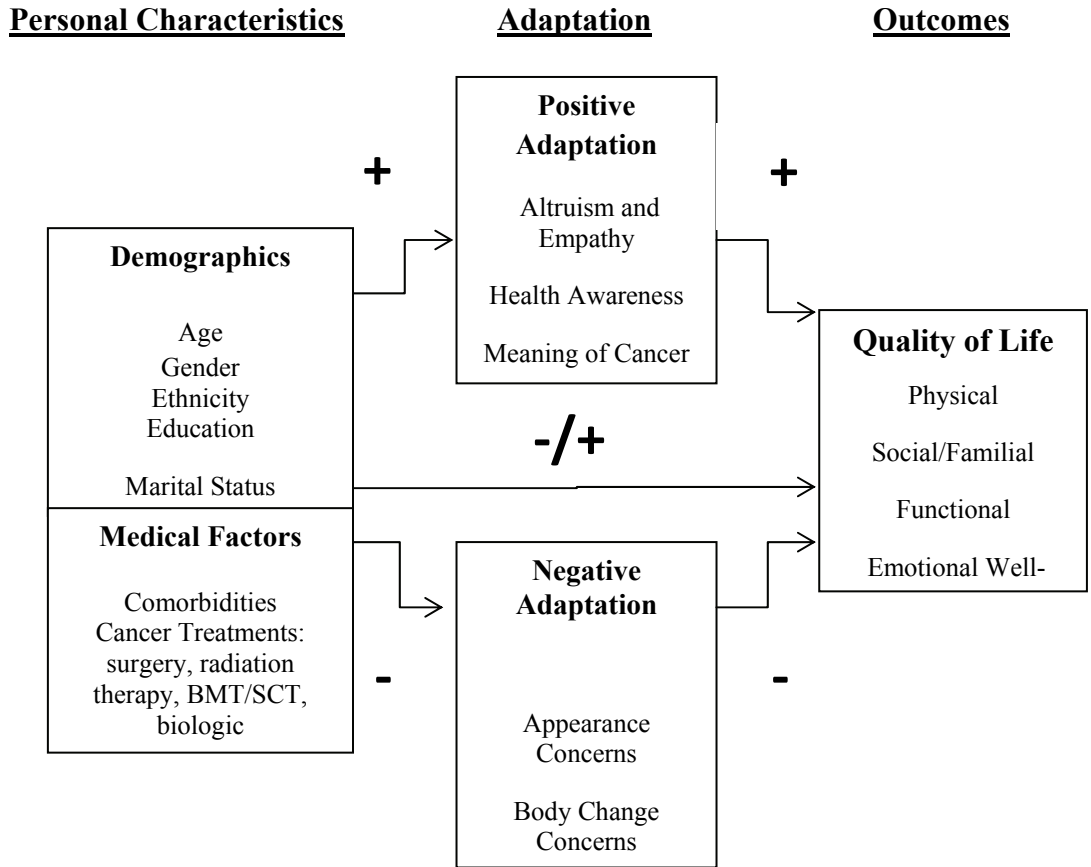 Personal Characteristics
Adaptation
Outcomes
Positive
Adaptation
Altruism and
Empathy
Health Awareness
Meaning of Cancer
+
+
Demographics
Age
Gender
Ethnicity
Education
Marital Status
Medical Factors
Comorbidities
Cancer Treatments:
surgery, radiation
therapy, BMT/SCT,
biologic
-/+
Quality of Life
Physical
Social/Familial
Functional
Emotional Well-
-
Negative
Adaptation
Appearance
Concerns
Body Change
Concerns
-